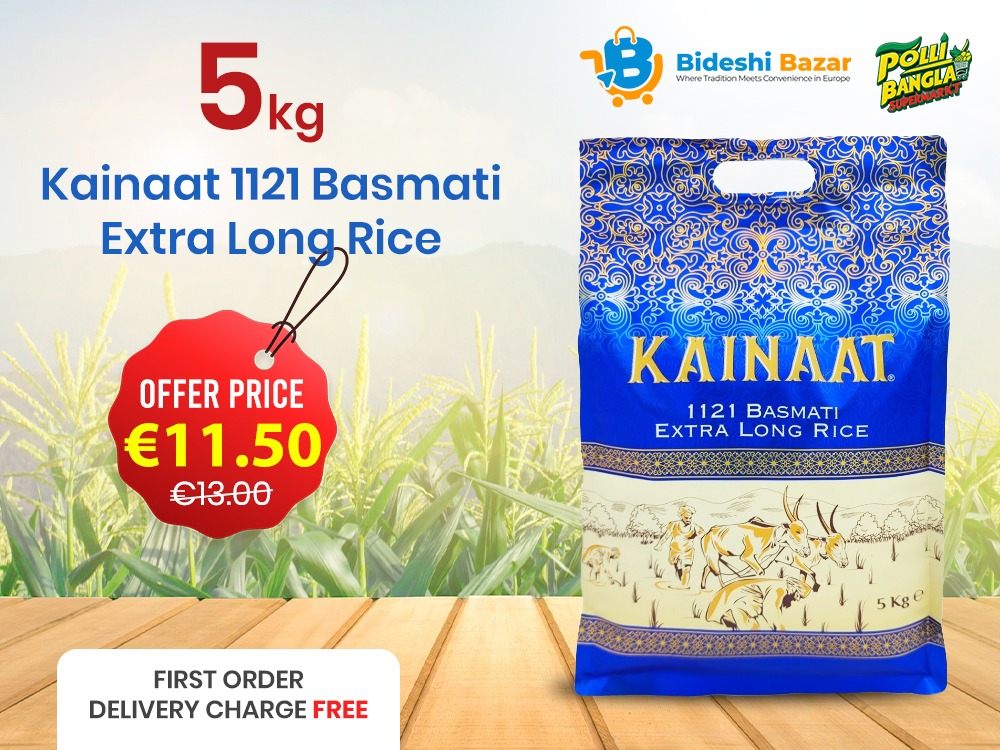 5kg
Kainaat 1121 Basmati
Extra Long Rice
OFFER PRICE
€11.50
€13.00
FIRST ORDER
DELIVERY CHARGE FREE
Bideshi Bazar
Where Tradition Meets Convenience in Europe
POLLI
BANGLA
SUPERMARKT
KAINAAT®
1121 BASMATI
EXTRA LONG RICE
5 Kg ℮